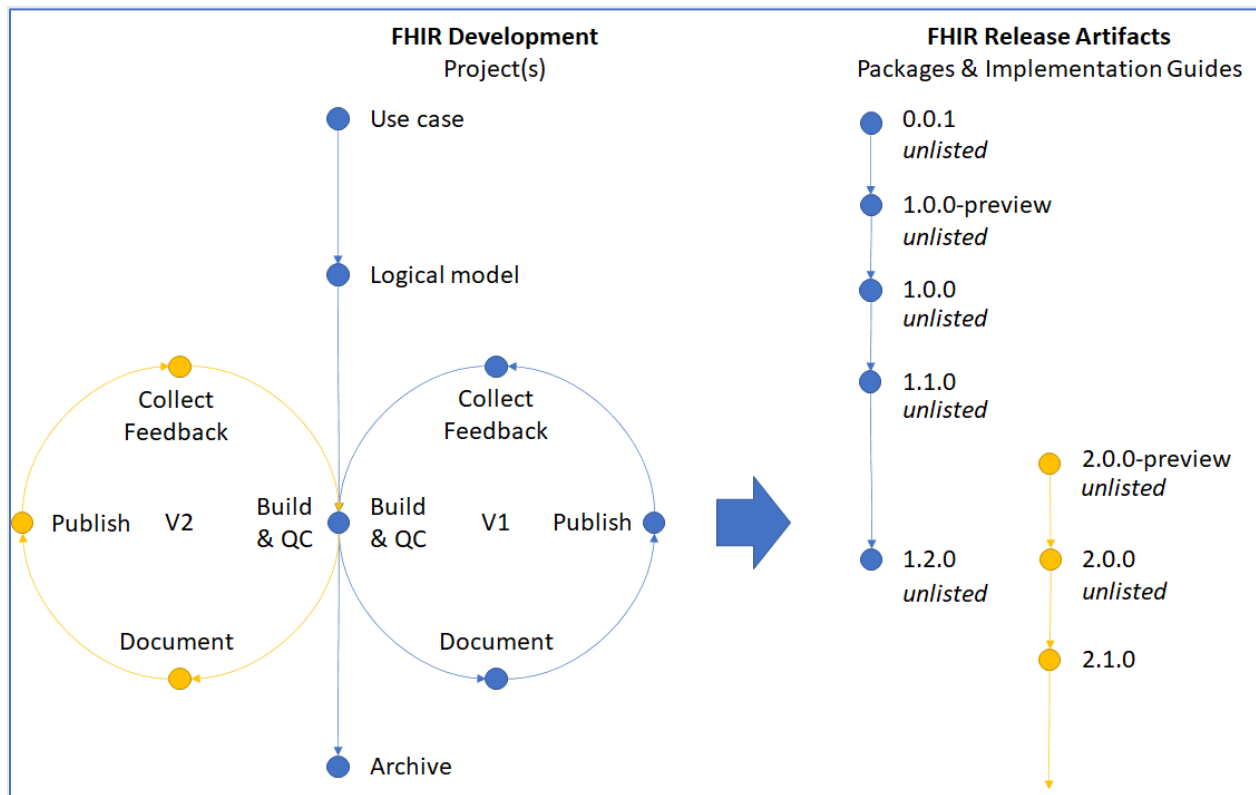 FHIR Development
Project(s)
Use case
Logical model
Collect
Feedback
Publish
V2
Build
& QC
Document
Collect
Feedback
Build
& QC
V1
Publish
Document
Archive
FHIR Release Artifacts
Packages & Implementation Guides
0.0.1
unlisted
1.0.0-preview
unlisted
1.0.0
unlisted
1.1.0
unlisted
1.2.0
unlisted
2.0.0-preview
unlisted
2.0.0
unlisted
2.1.0